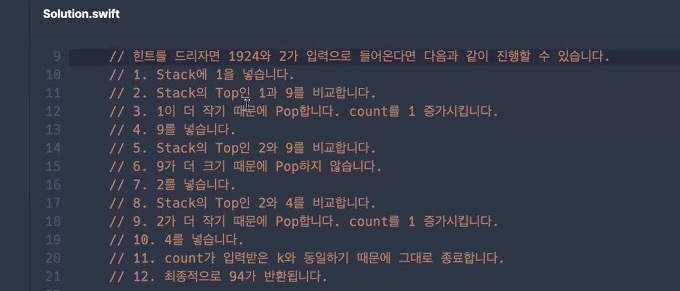 Solution.swift
9 // 힌트를 드리자면 1924와 2가 입력으로 들어온다면 다음과 같이 진행할 수 있습니다.
10 // 1. Stack에 1을 넣습니다.
11 // 2. Stack의 Top인 1과 9를 비교합니다.
12 // 3. 1이 더 작기 때문에 Pop합니다. count를 1 증가시킵니다.
13 // 4. 9를 넣습니다.
14 // 5. Stack의 Top인 2와 9를 비교합니다.
15 // 6. 9가 더 크기 때문에 Pop하지 않습니다.
16 // 7. 2를 넣습니다.
17 // 8. Stack의 Top인 2와 4를 비교합니다.
18 // 9. 2가 더 작기 때문에 Pop합니다. count를 1 증가시킵니다.
19 // 10. 4를 넣습니다.
20 // 11. count가 입력받은 k와 동일하기 때문에 그대로 종료합니다.
21 // 12. 최종적으로 94가 반환됩니다.